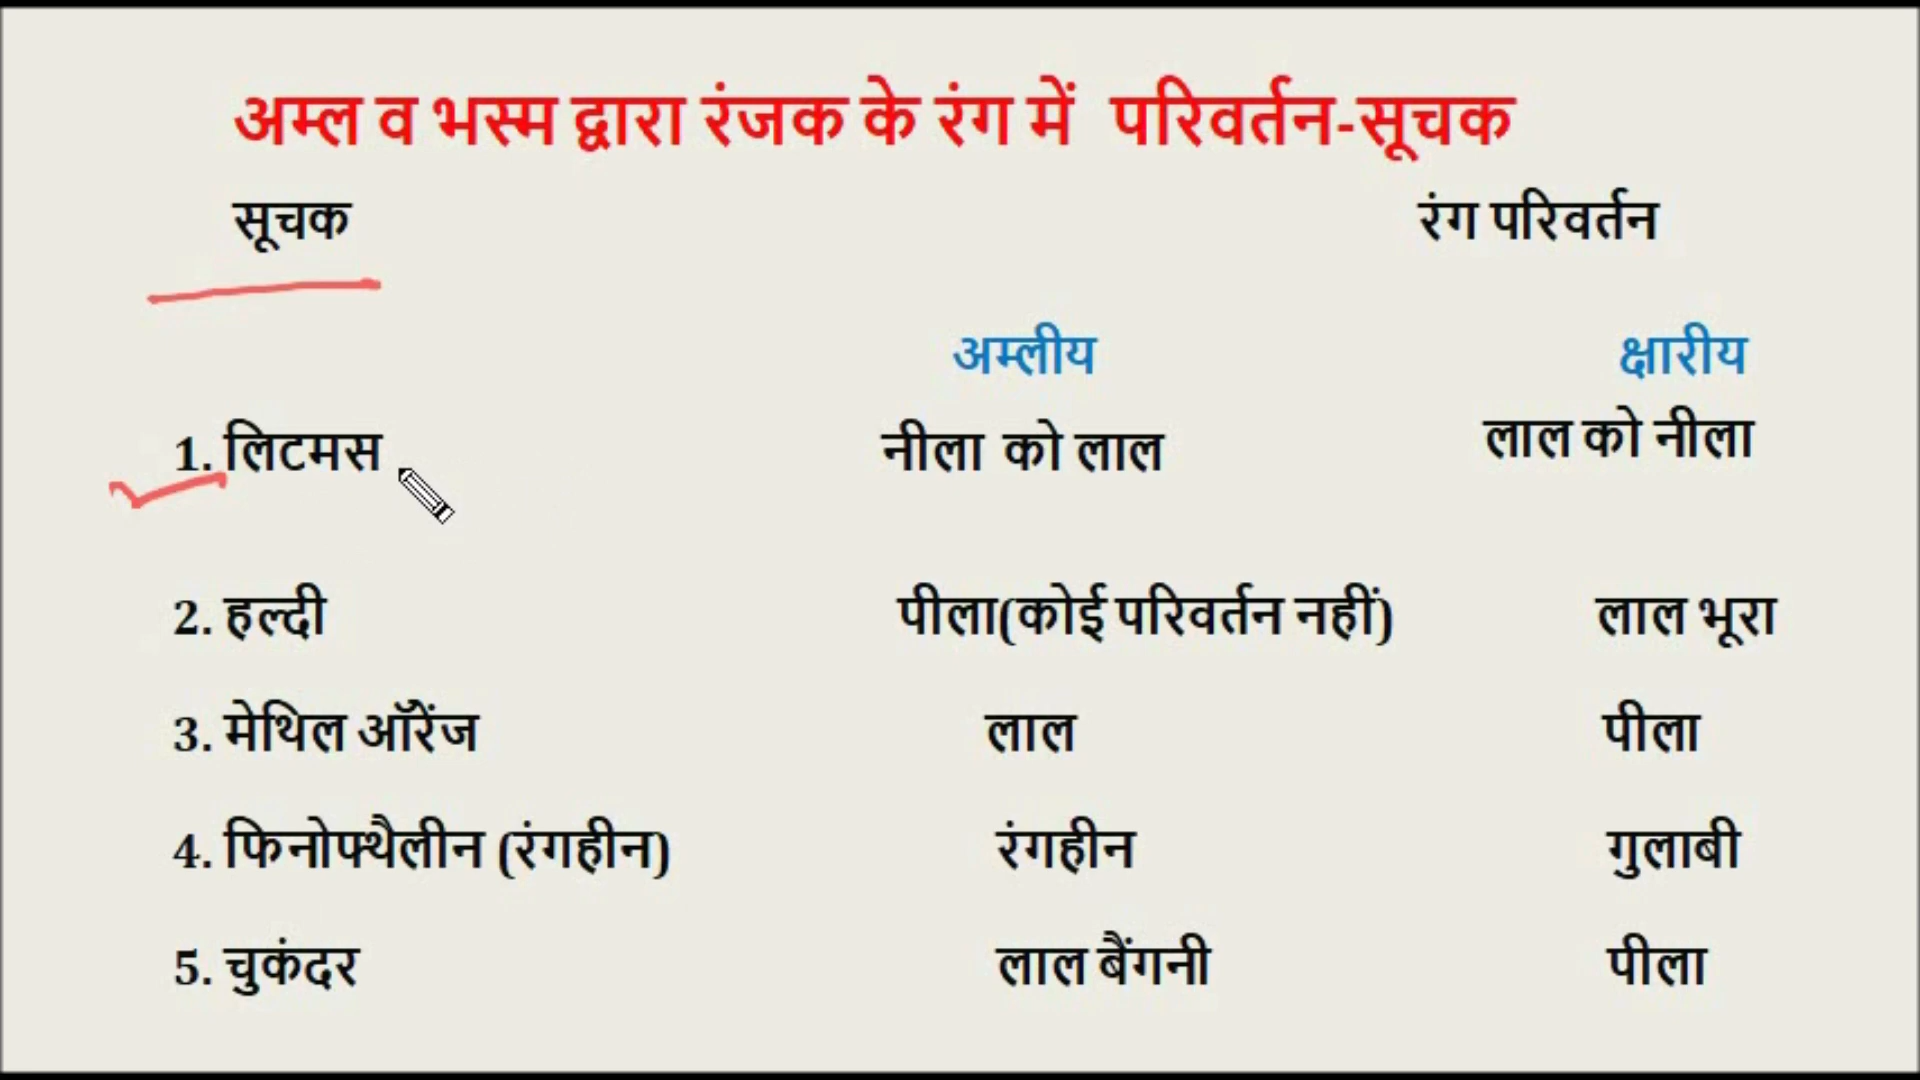 अम्ल व भस्म द्वारा रंजक के रंग में परिवर्तन-सूचक
सूचक रंग परिवर्तन
अम्लीय क्षारीय
1. लिटमस नीला को लाल लाल को नीला
2. हल्दी पीला(कोई परिवर्तन नहीं) लाल भूरा
3. मेथिल ऑरेंज लाल पीला
4. फिनोफ्थैलीन (रंगहीन) रंगहीन गुलाबी
5. चुकंदर लाल बैंगनी पीला